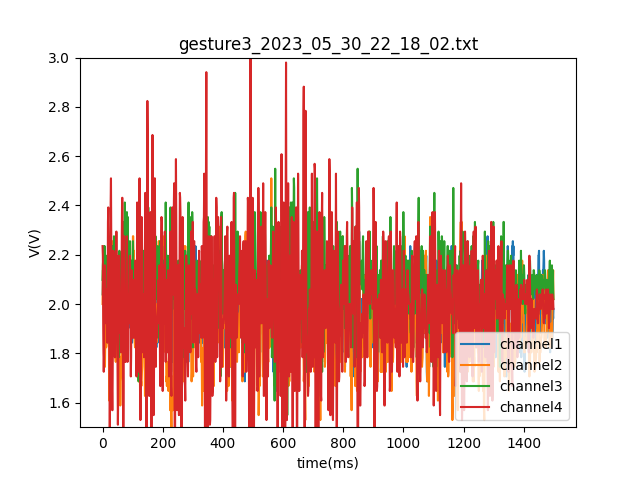 gesture3_2023_05_30_22_18_02.txt
3.0
2.8
2.6
2.4
2.2
2.0
1.8
1.6
V(V)
0 200 400 600 800 1000 1200 1400
time(ms)
channel1
channel2
channel3
channel4